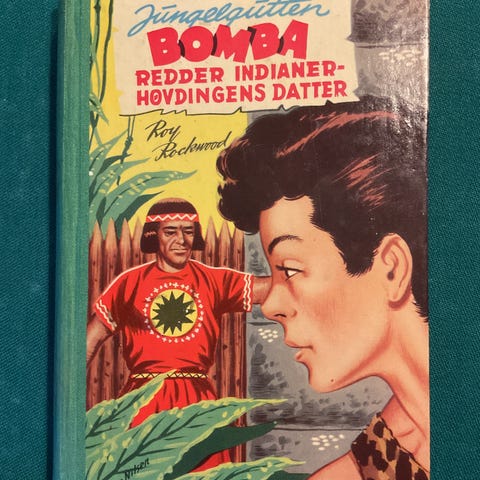 Jungelgutten
BOMBA
REDDER INDIANER-
HØVDINGENS DATTER
Roy
Rockwood